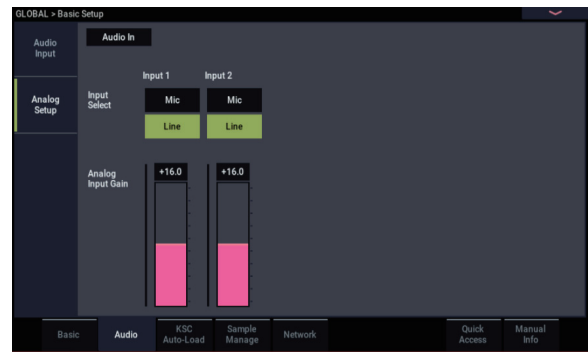 GLOBAL > Basic Setup
Audio
Input
Audio In
Input 1 Input 2
Analog
Setup
Input
Select
Mic Mic
Line Line
Analog
Input Gain
+16.0 +16.0
Basic Audio KSC
Auto-Load Sample
Manage Network Quick
Access Manual
Info